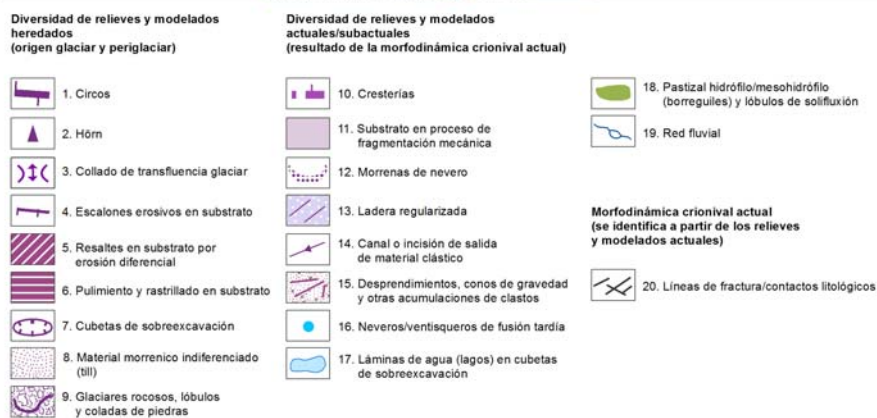 Diversidad de relieves y modelados
heredados
(origen glaciar y periglaciar)
1. Circos
2. Hörn
3. Collado de transfluencia glaciar
4. Escalones erosivos en substrato
5. Resaltes en substrato por
erosión diferencial
6. Pulimiento y rastrillado en substrato
7. Cubetas de sobreexcavación
8. Material morrenico indiferenciado
(till)
9. Glaciares rocosos, lóbulos
y coladas de piedras
Diversidad de relieves y modelados
actuales/subactuales
(resultado de la morfodinámica crionival actual)
10. Cresterías
11. Substrato en proceso de
fragmentación mecánica
12. Morrenas de nevero
13. Ladera regularizada
14. Canal o incisión de salida
de material clástico
15. Desprendimientos, conos de gravedad
y otras acumulaciones de clastos
16. Neveros/ventisqueros de fusión tardía
17. Láminas de agua (lagos) en cubetas
de sobreexcavación
18. Pastizal hidrófilo/mesohidrófilo
(borreguiles) y lóbulos de solifluxión
19. Red fluvial
Morfodinámica crionival actual
(se identifica a partir de los relieves
y modelados actuales)
20. Líneas de fractura/contactos litológicos